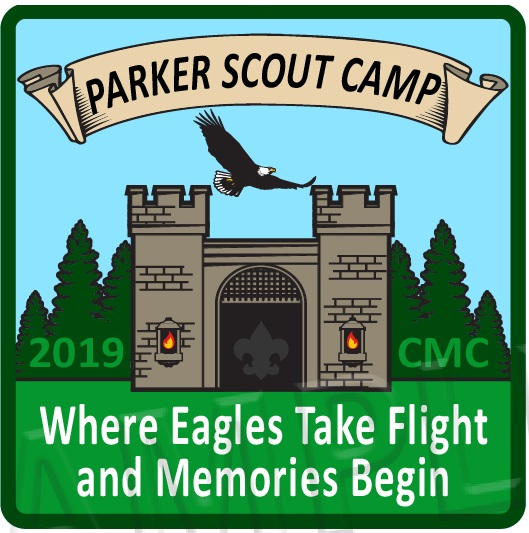 PARKER SCOUT CAMP
2019 CMC
Where Eagles Take Flight
and Memories Begin